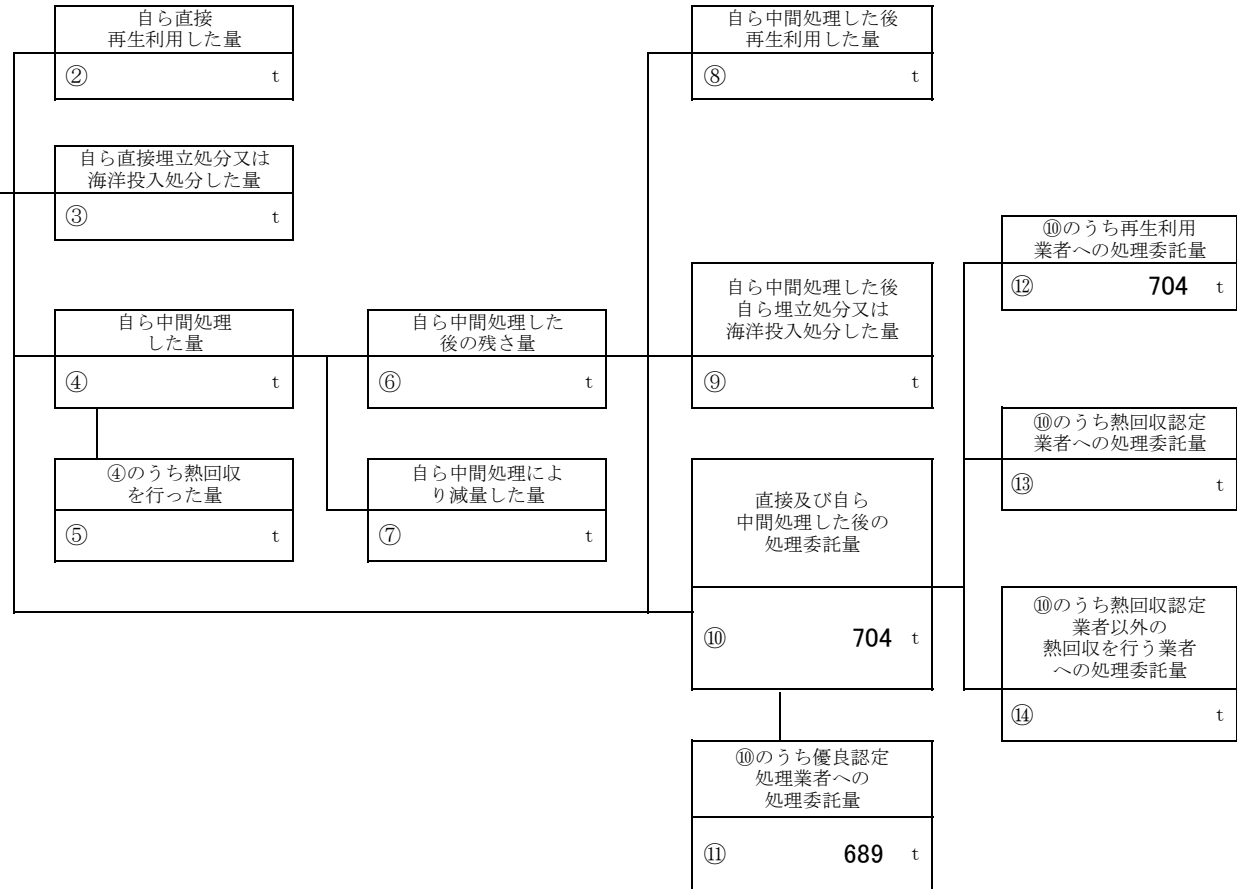 自ら直接
再生利用した量
② t
自ら中間処理した後
再生利用した量
⑧ t
自ら直接埋立処分又は
海洋投入処分した量
③ t
⑩のうち再生利用
業者への処理委託量
⑫ 704 t
自ら中間処理した後
自ら埋立処分又は
海洋投入処分した量
⑨ t
自ら中間処理
した量
④ t
自ら中間処理した
後の残さ量
⑥ t
⑩のうち熱回収認定
業者への処理委託量
⑬ t
④のうち熱回収
を行った量
⑤ t
自ら中間処理によ
り減量した量
⑦ t
直接及び自ら
中間処理した後の
処理委託量
⑩ 704 t
⑩のうち熱回収認定
業者以外の
熱回収を行う業者
への処理委託量
⑭ t
⑩のうち優良認定
処理業者への
処理委託量
⑪ 689 t